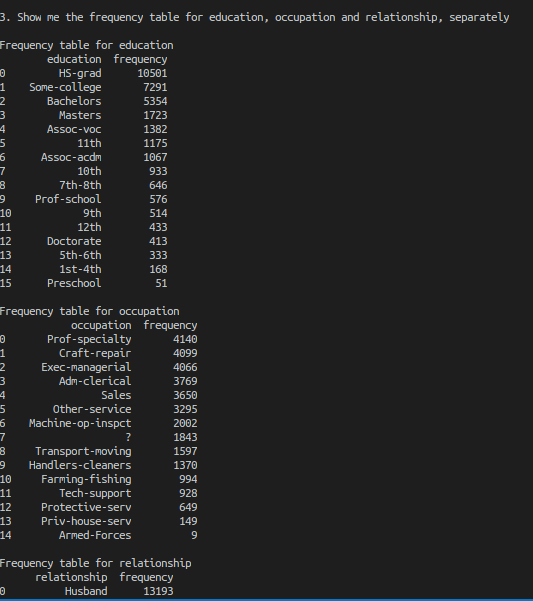 3. Show me the frequency table for education, occupation and relationship, separately
Frequency table for education
education frequency
0 HS-grad 10501
1 Some-college 7291
2 Bachelors 5354
3 Masters 1723
4 Assoc-voc 1382
5 11th 1175
6 Assoc-acdm 1067
7 10th 933
8 7th-8th 646
9 Prof-school 576
10 9th 514
11 12th 433
12 Doctorate 413
13 5th-6th 333
14 1st-4th 168
15 Preschool 51
Frequency table for occupation
occupation frequency
0 Prof-specialty 4140
1 Craft-repair 4099
2 Exec-managerial 4066
3 Adm-clerical 3769
4 Sales 3650
5 Other-service 3295
6 Machine-op-inspct 2002
7 ? 1843
8 Transport-moving 1597
9 Handlers-cleaners 1370
10 Farming-fishing 994
11 Tech-support 928
12 Protective-serv 649
13 Priv-house-serv 149
14 Armed-Forces 9
Frequency table for relationship
relationship frequency
0 Husband 13193